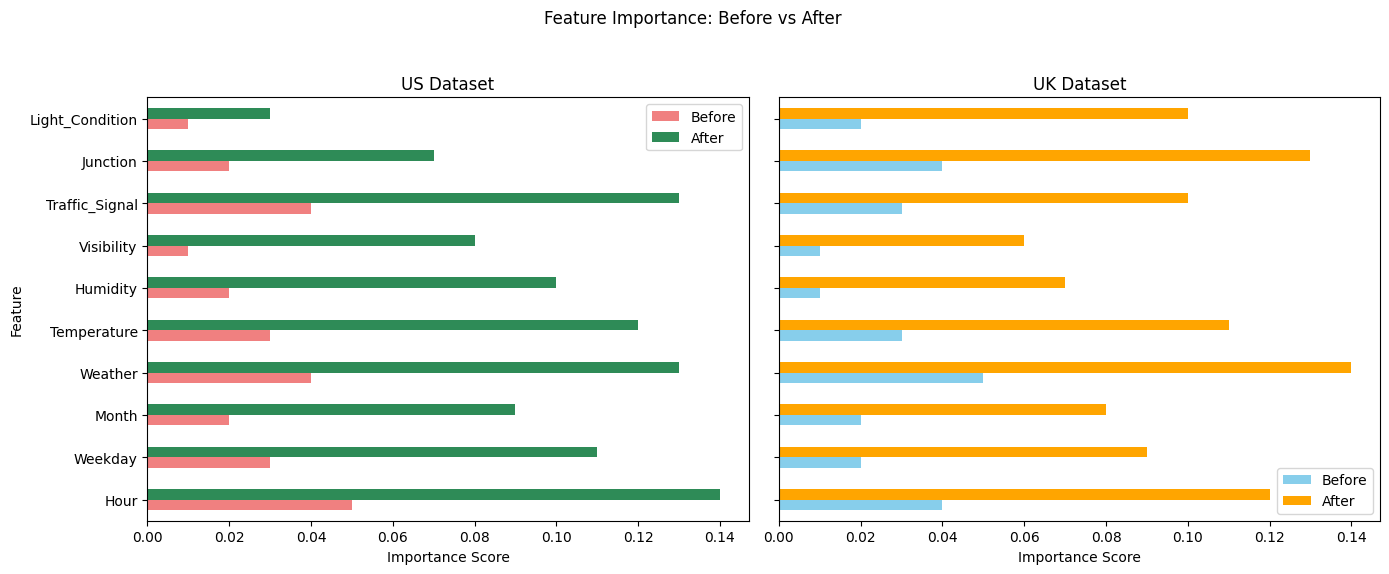 Feature Importance: Before vs After
US Dataset
Feature
Light_Condition
Junction
Traffic_Signal
Visibility
Humidity
Temperature
Weather
Month
Weekday
Hour
Before
After
0.00 0.02 0.04 0.06 0.08 0.10 0.12 0.14
Importance Score
UK Dataset
Before
After
0.00 0.02 0.04 0.06 0.08 0.10 0.12 0.14
Importance Score